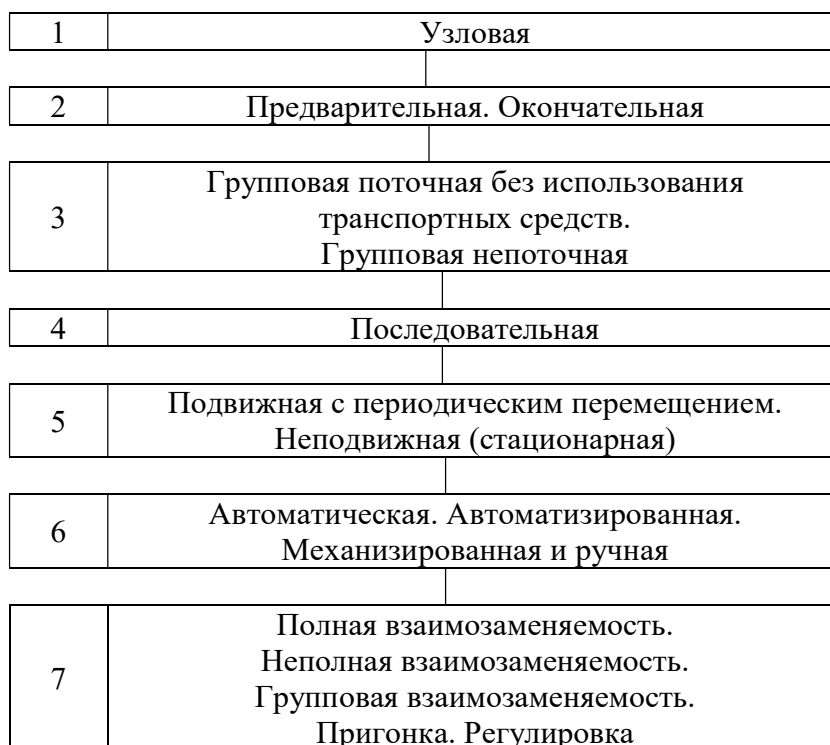 1 Узловая
2 Предварительная. Окончательная
Групповая поточная без использования
3 транспортных средств.
Групповая непоточная
4 Последовательная
Подвижная с периодическим перемещением.
5 Неподвижная (стационарная)
Автоматическая. Автоматизированная.
6 Механизированная и ручная
Полная взаимозаменяемость.
Неполная взаимозаменяемость.
7 Групповая взаимозаменяемость.
Пригонка. Регулировка